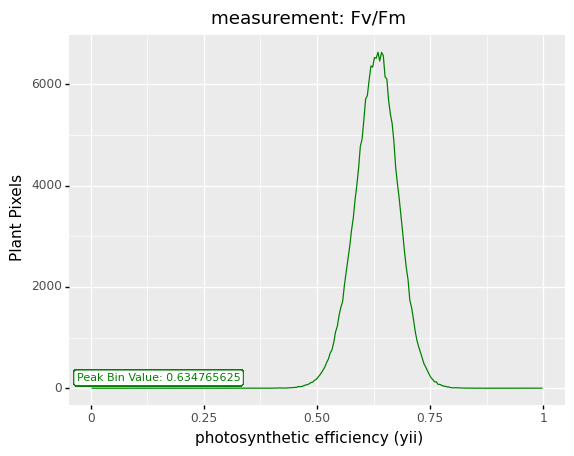 measurement: Fv/Fm
Plant Pixels
6000
4000
2000
0
Peak Bin Value: 0.634765625
0 0.25 0.50 0.75 1
photosynthetic efficiency (yii)